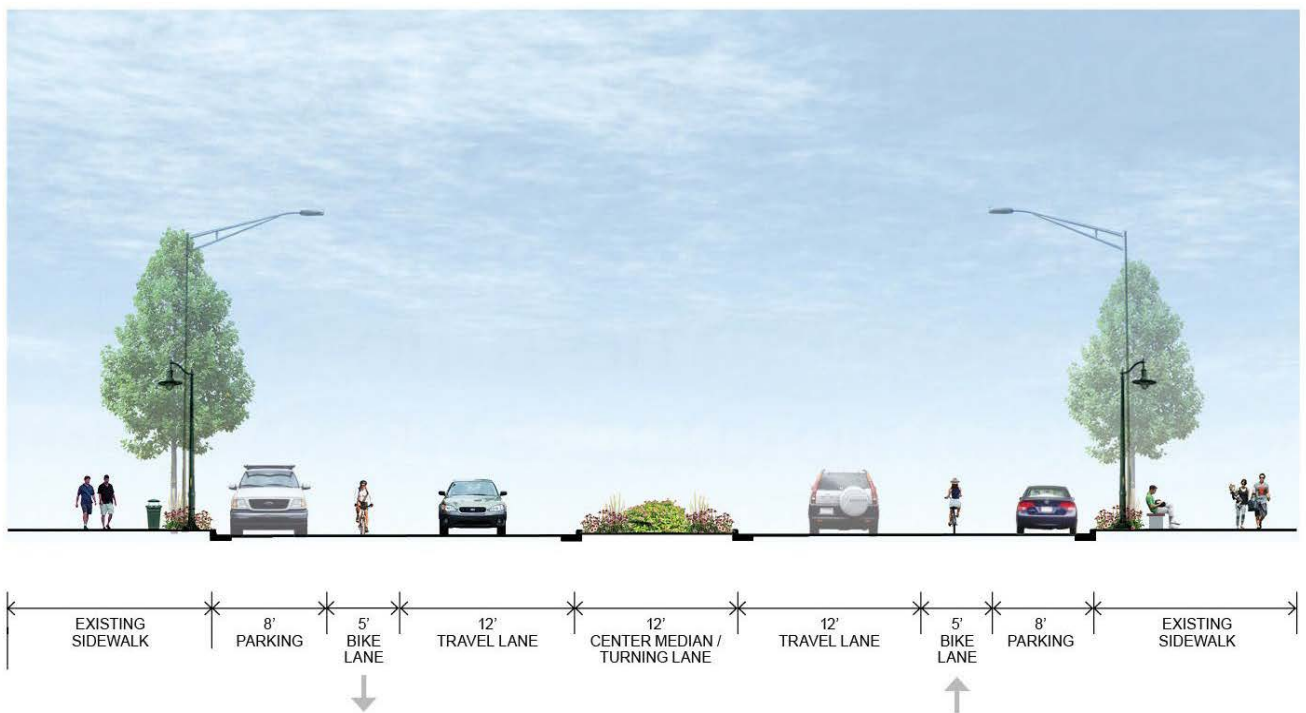 EXISTING
SIDEWALK
8'
PARKING
5'
BIKE
LANE
12'
TRAVEL LANE
12'
CENTER MEDIAN /
TURNING LANE
12'
TRAVEL LANE
5'
BIKE
LANE
8'
PARKING
EXISTING
SIDEWALK